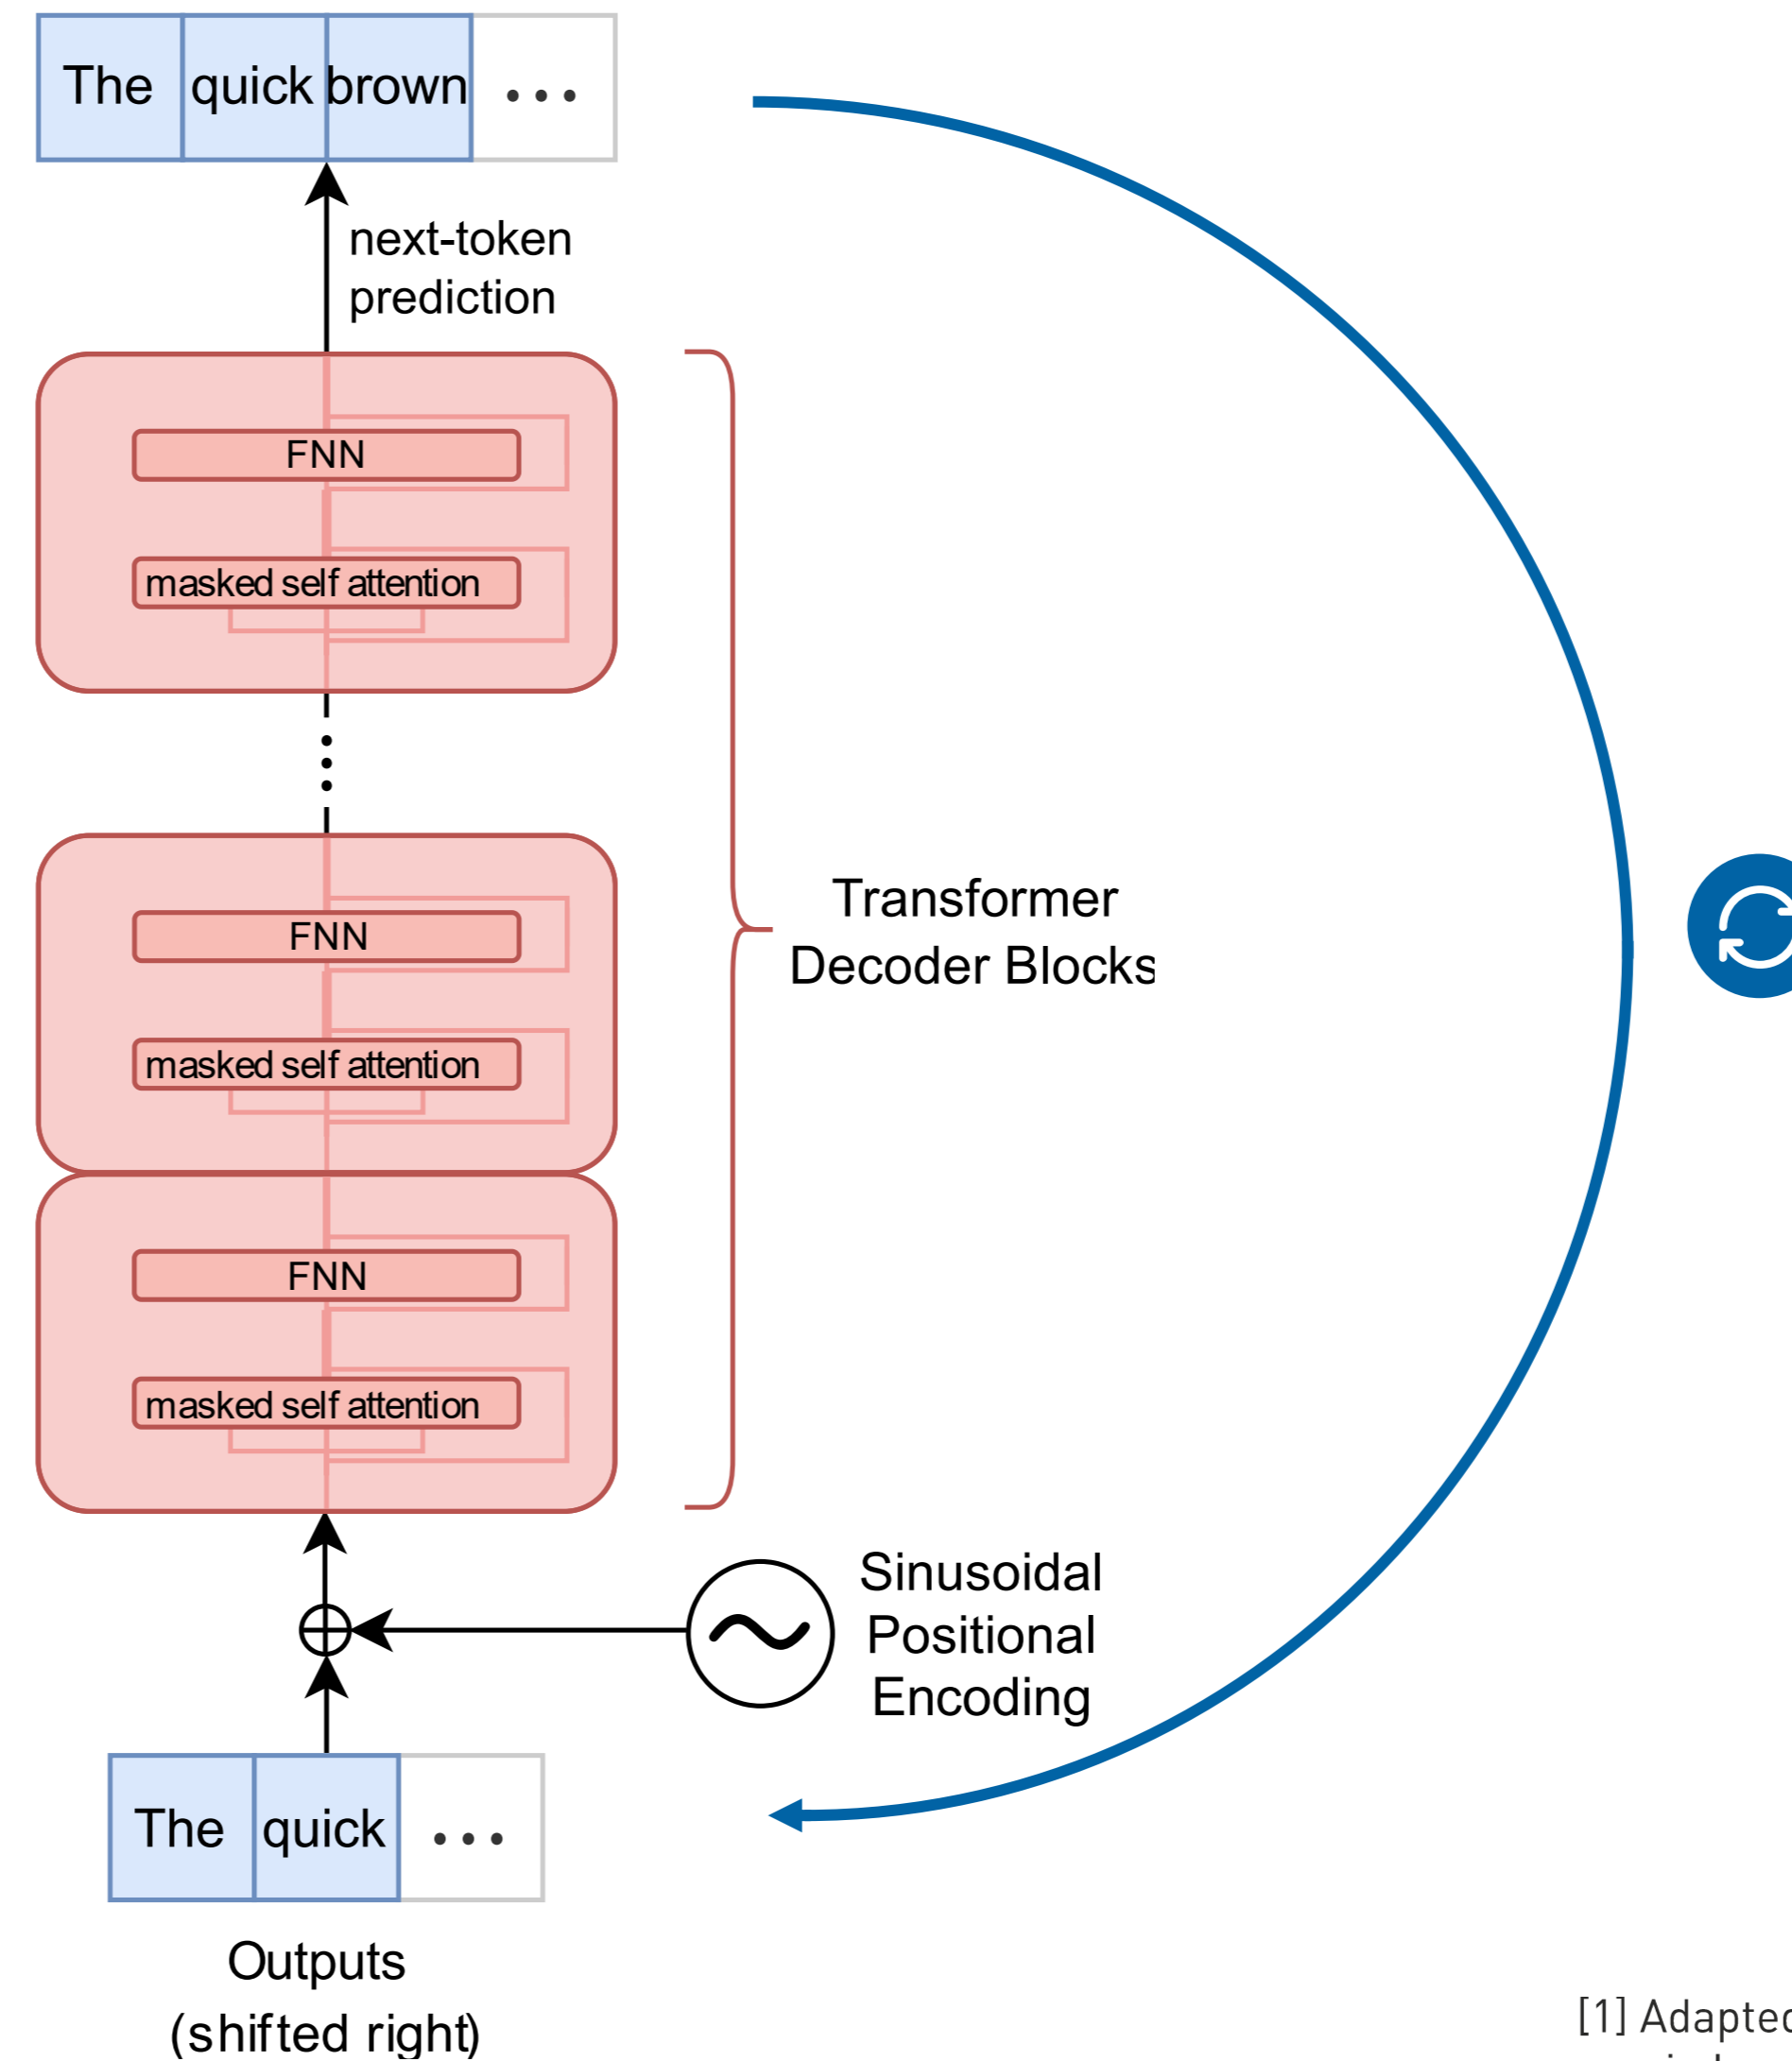 The quick brown ...
next-token
prediction
FNN
masked self attention
FNN
masked self attention
Transformer
Decoder Blocks
FNN
masked self attention
Sinusoidal
Positional
Encoding
The quick ...
Outputs
(shifted right)
[1] Adapted